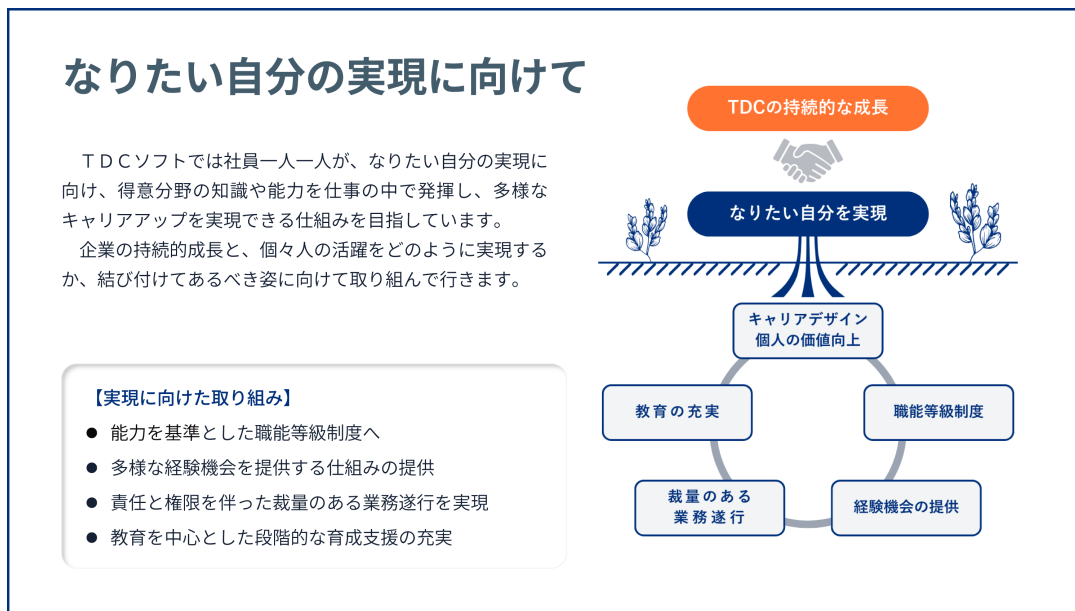 なりたい自分の実現に向けて
　ＴＤＣソフトでは社員一人一人が、なりたい自分の実現に
向け、得意分野の知識や能力を仕事の中で発揮し、多様な
キャリアアップを実現できる仕組みを目指しています。
　企業の持続的成長と、個々人の活躍をどのように実現する
か、結び付けてあるべき姿に向けて取り組んで行きます。
【実現に向けた取り組み】
● 能力を基準とした職能等級制度へ
● 多様な経験機会を提供する仕組みの提供
● 責任と権限を伴った裁量のある業務遂行を実現
● 教育を中心とした段階的な育成支援の充実
TDCの持続的な成長
なりたい自分を実現
キャリアデザイン
個人の価値向上
教育の充実
職能等級制度
裁量のある
業務遂行
経験機会の提供